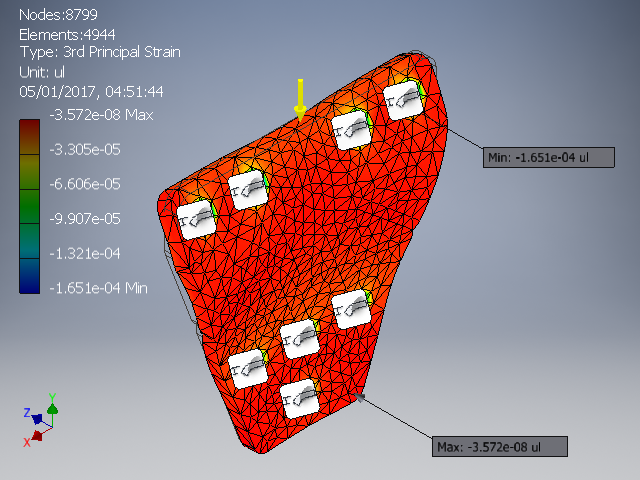 Nodes:8799
Elements:4944
Type: 3rd Principal Strain
Unit: ul
05/01/2017, 04:51:44
-3.572e-08 Max
-3.305e-05
-6.606e-05
-9.907e-05
-1.321e-04
-1.651e-04 Min
Min: -1.651e-04 ul
Max: -3.572e-08 ul
Y
Z
X